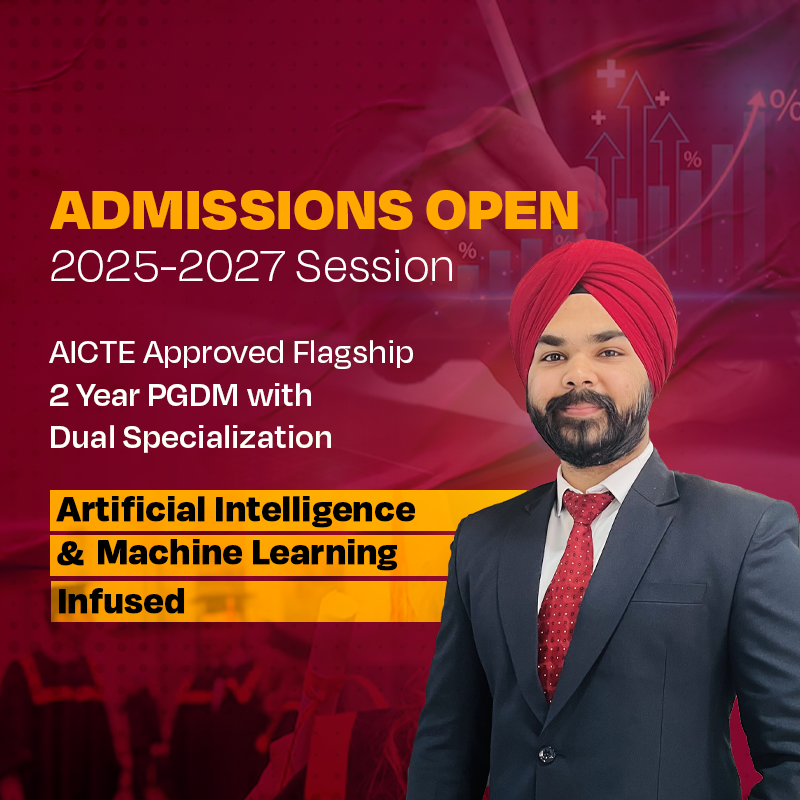 ADMISSIONS OPEN
2025-2027 Session
AICTE Approved Flagship
2 Year PGDM with
Dual Specialization
Artificial Intelligence
& Machine Learning
Infused
%
%
%